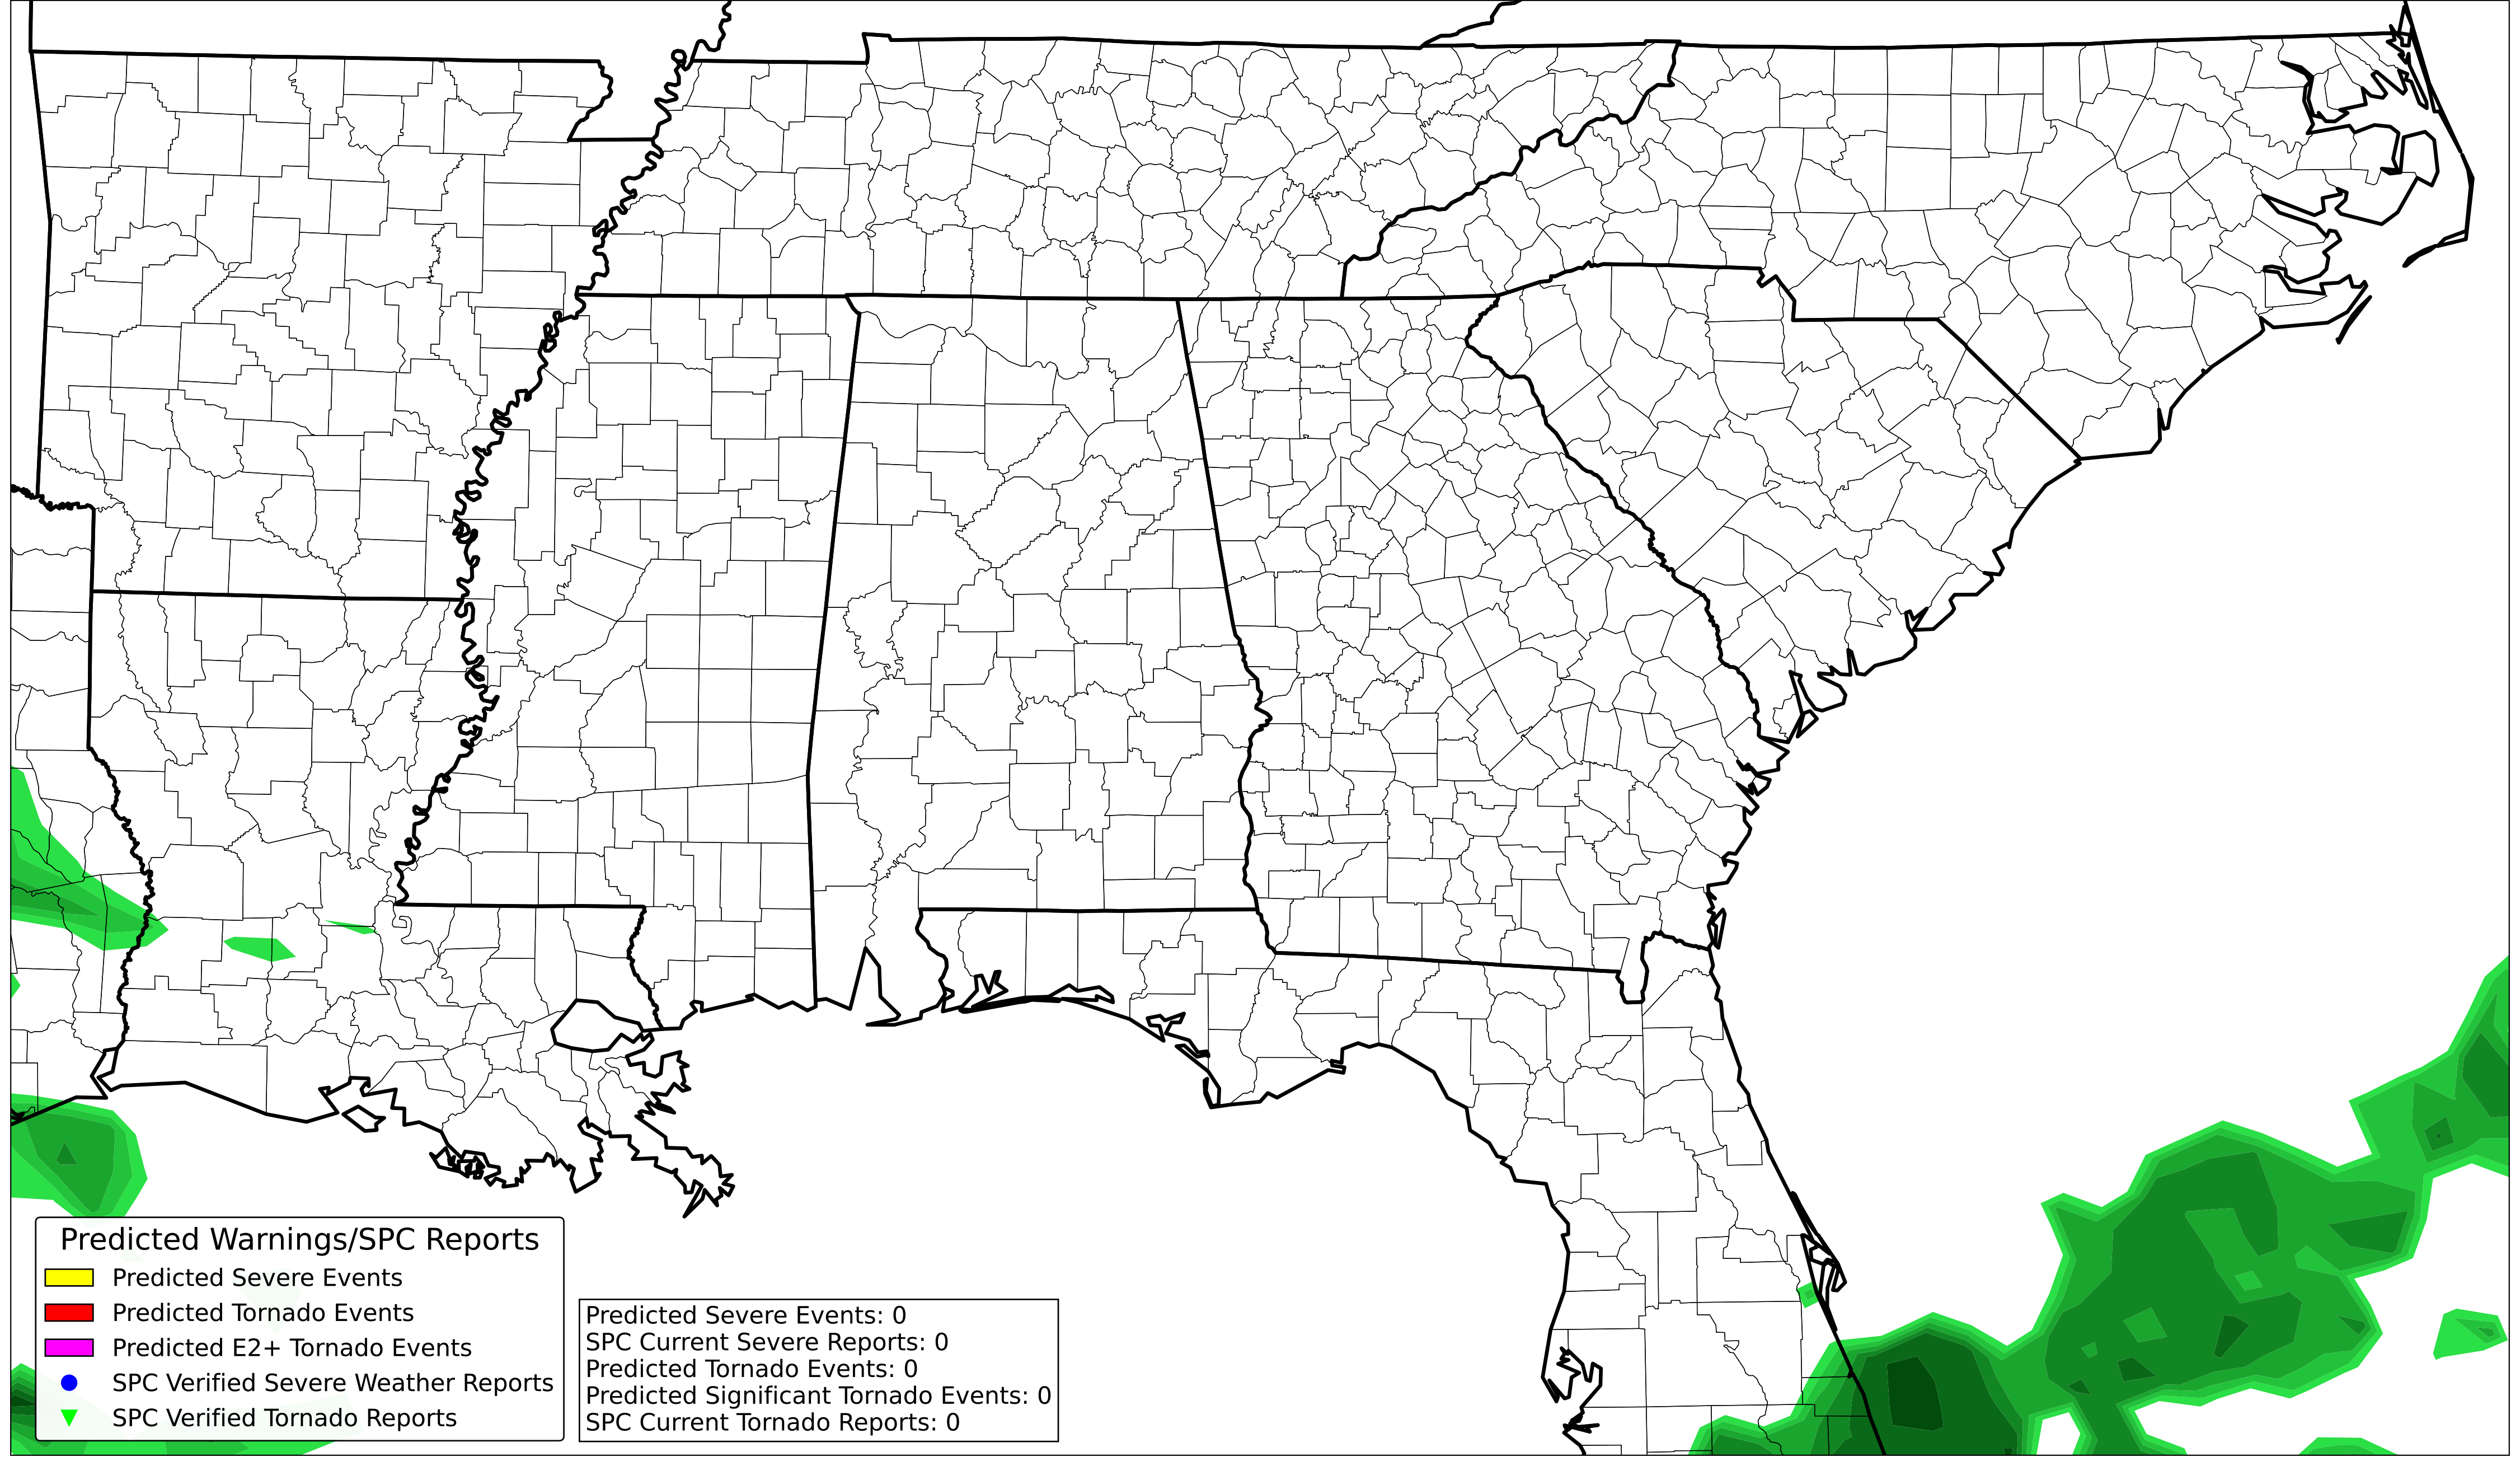 Predicted Warnings/SPC Reports
Predicted Severe Events
Predicted Tornado Events
Predicted E2+ Tornado Events
SPC Verified Severe Weather Reports
SPC Verified Tornado Reports
Predicted Severe Events: 0
SPC Current Severe Reports: 0
Predicted Tornado Events: 0
Predicted Significant Tornado Events: 0
SPC Current Tornado Reports: 0